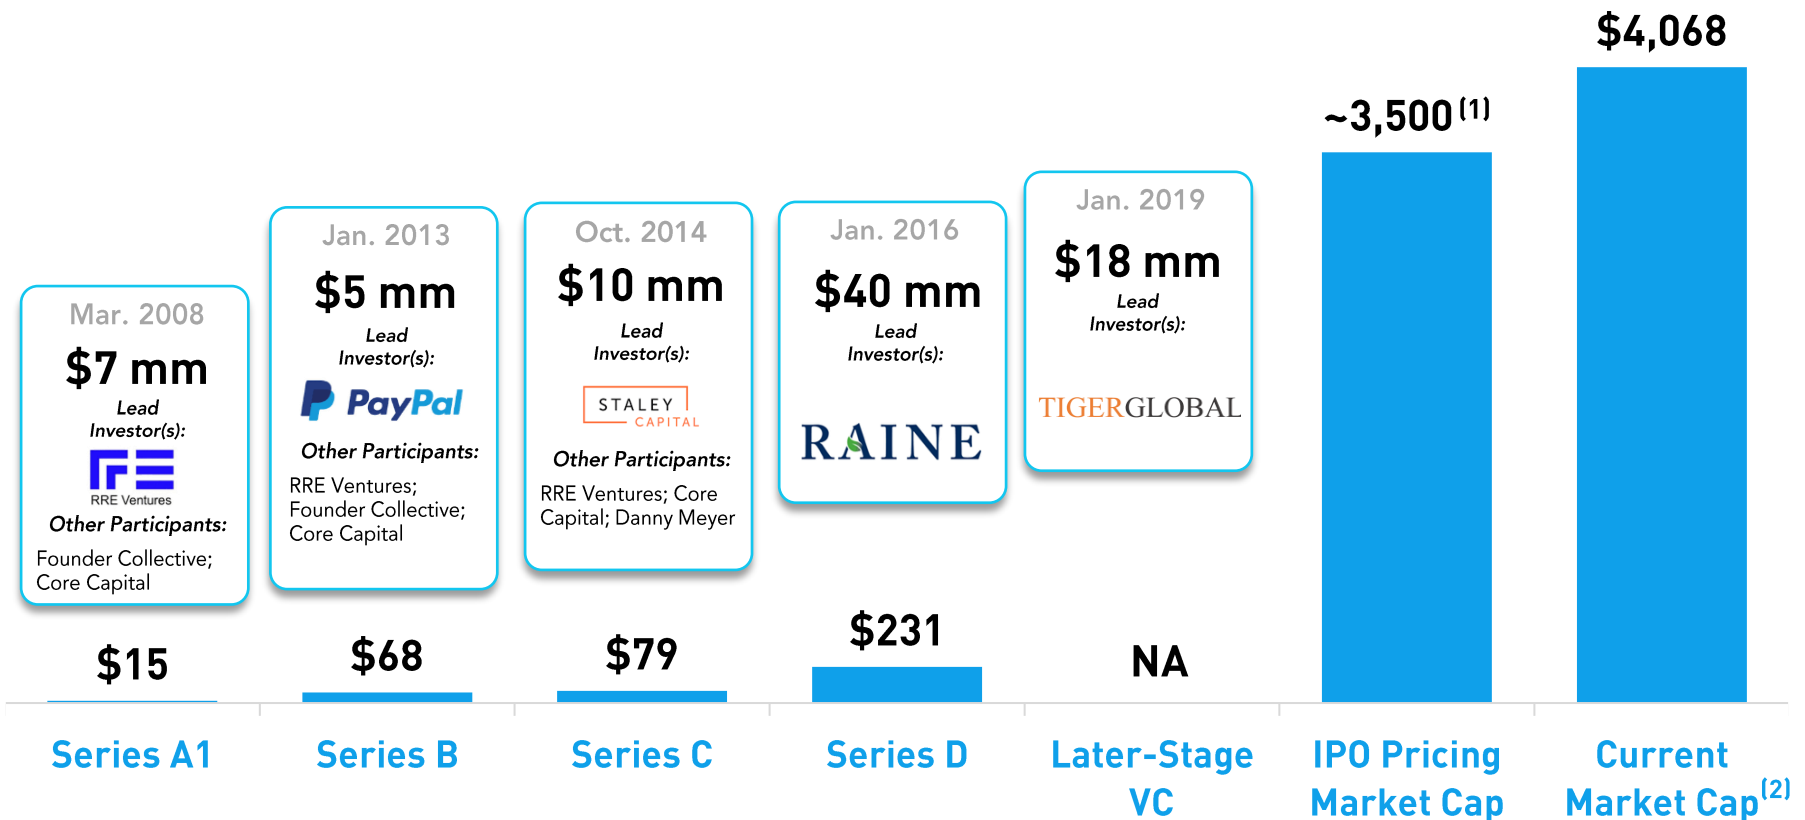 $4,068
~3,500 (1)
Jan. 2019
$18 mm
Lead
Investor(s):
TIGERGLOBAL
Jan. 2016
$40 mm
Lead
Investor(s):
RAINE
Oct. 2014
$10 mm
Lead
Investor(s):
STALEY
CAPITAL
Other Participants:
RRE Ventures; Core
Capital; Danny Meyer
Jan. 2013
$5 mm
Lead
Investor(s):
PayPal
Other Participants:
RRE Ventures;
Founder Collective;
Core Capital
Mar. 2008
$7 mm
Lead
Investor(s):
RRE
RRE Ventures
Other Participants:
Founder Collective;
Core Capital
$15
$68
$79
$231
NA
Series A1
Series B
Series C
Series D
Later-Stage
VC
IPO Pricing
Market Cap
Current
Market Cap(2)